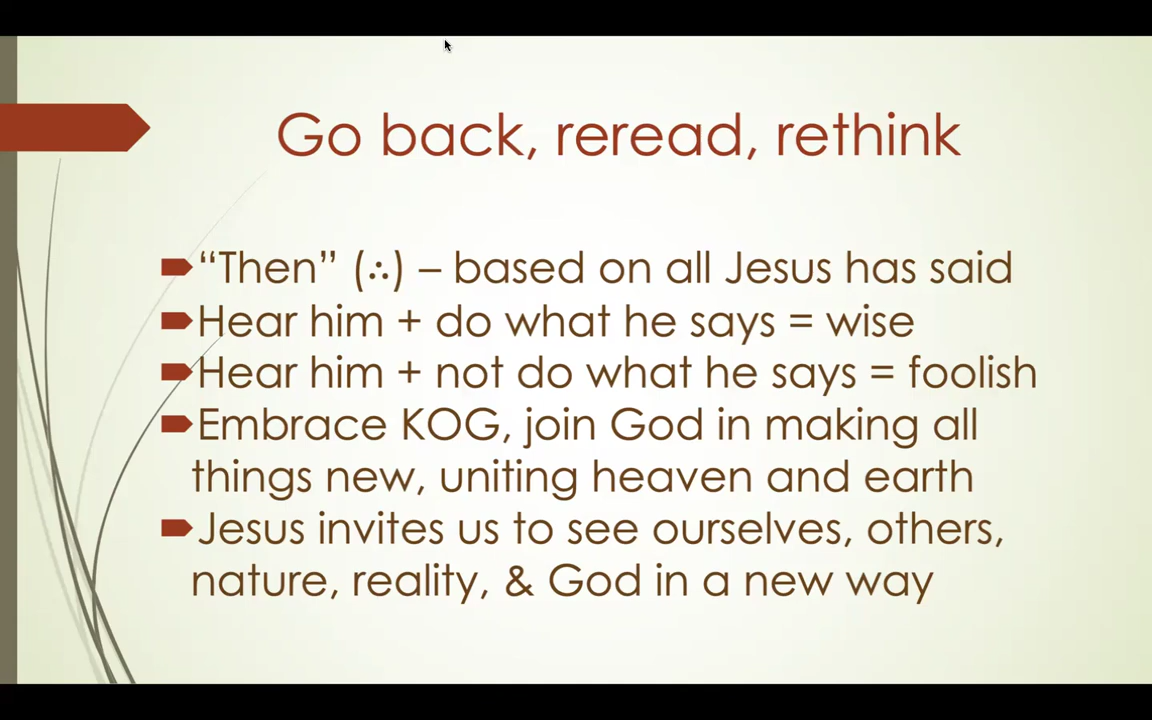 Go back, reread, rethink
“Then” (∴) – based on all Jesus has said
Hear him + do what he says = wise
Hear him + not do what he says = foolish
Embrace KOG, join God in making all
things new, uniting heaven and earth
Jesus invites us to see ourselves, others,
nature, reality, & God in a new way